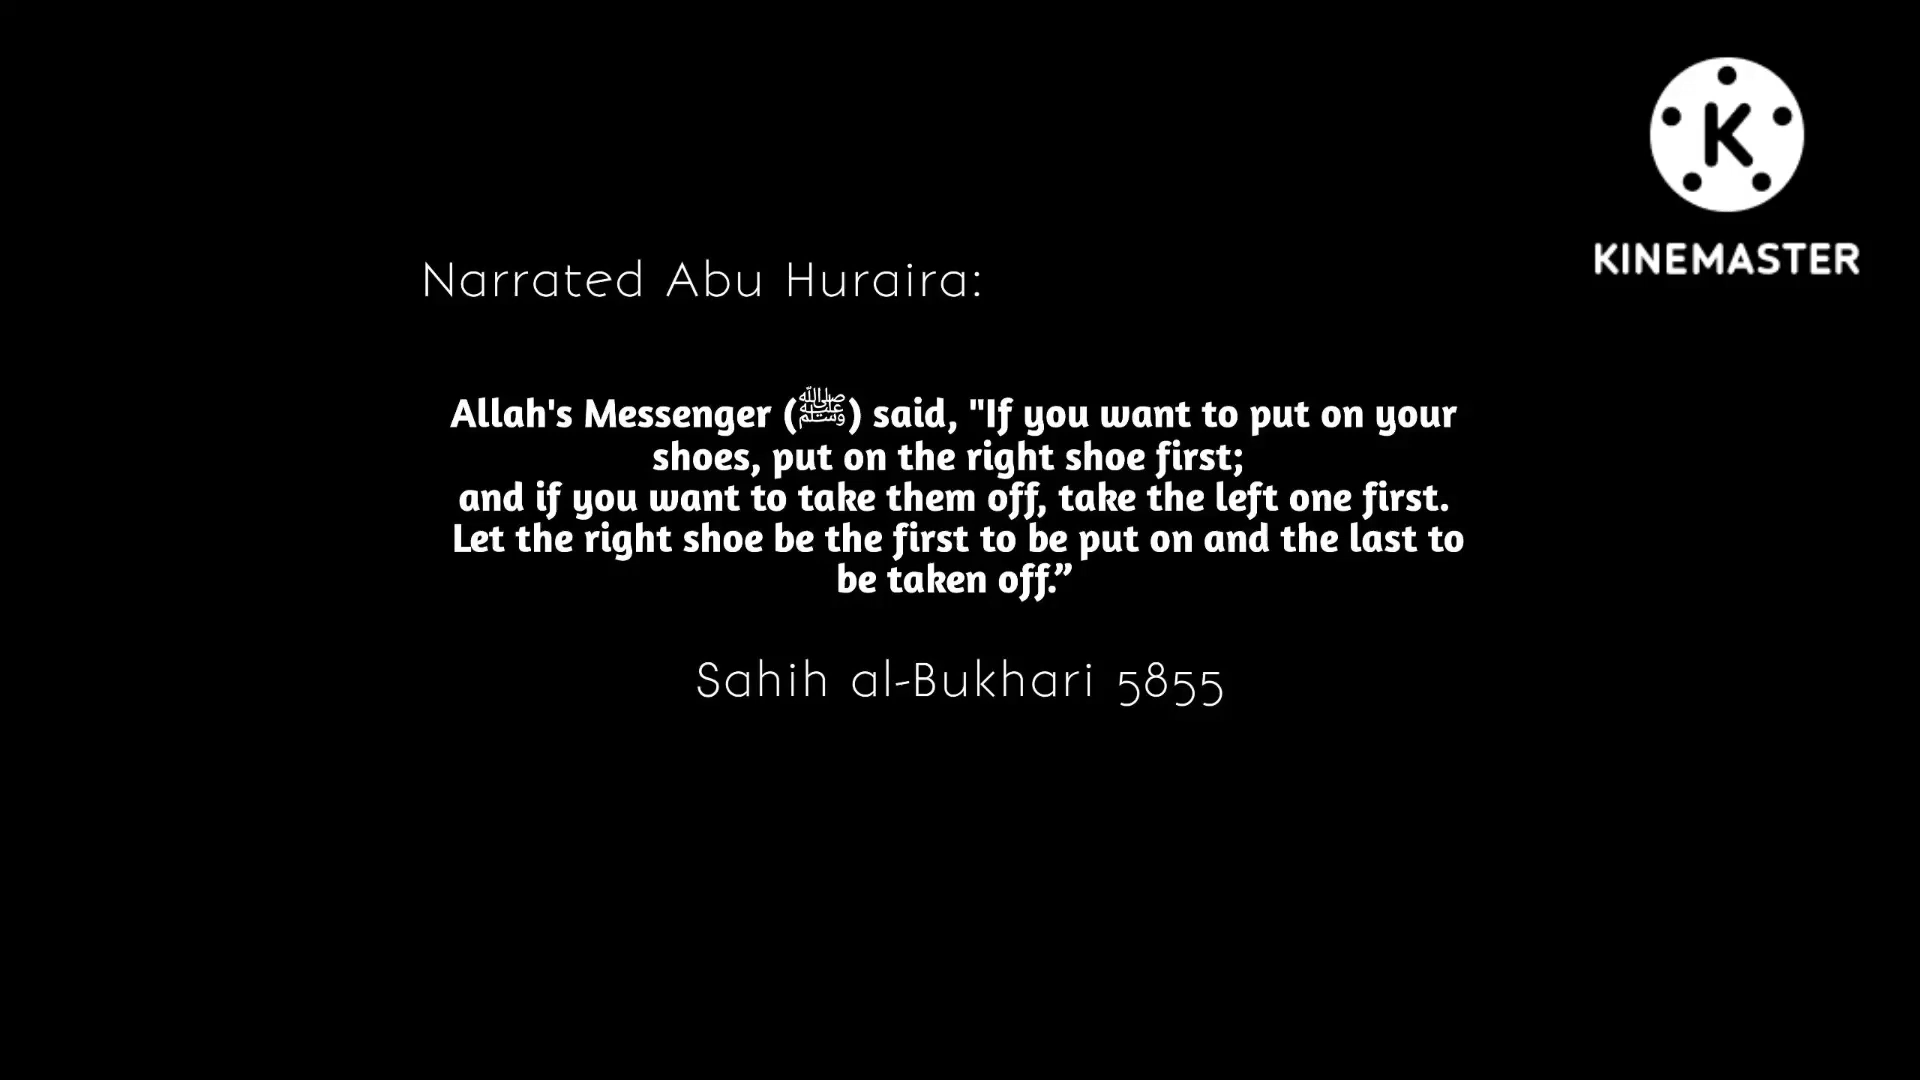 K
KINEMASTER
Narrated Abu Huraira:
Allah's Messenger (ﷺ) said, "If you want to put on your
shoes, put on the right shoe first;
and if you want to take them off, take the left one first.
Let the right shoe be the first to be put on and the last to
be taken off.”
Sahih al-Bukhari 5855